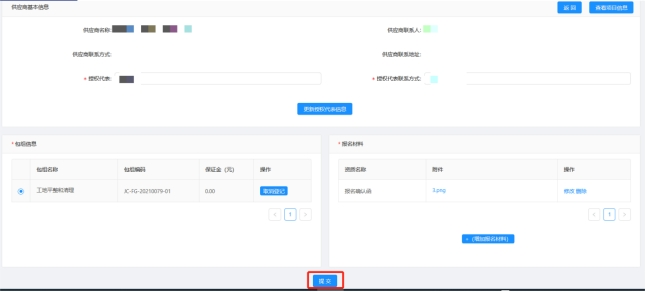 供应商基本信息
返 回
查看项目信息
供应商名称:
供应商联系人:
供应商联系方式:
供应商联系地址:
* 授权代表:
* 授权代表联系方式:
更新授权代表信息
* 包组信息
包组名称 包组编码 保证金（元） 操作
工地平整和清理 JC-FG-20210079-01 0.00 取消登记
< 1 >
* 报名材料
资质名称 附件 操作
报名确认函 3.png 修改 删除
< 1 >
+（增加报名材料）
提 交